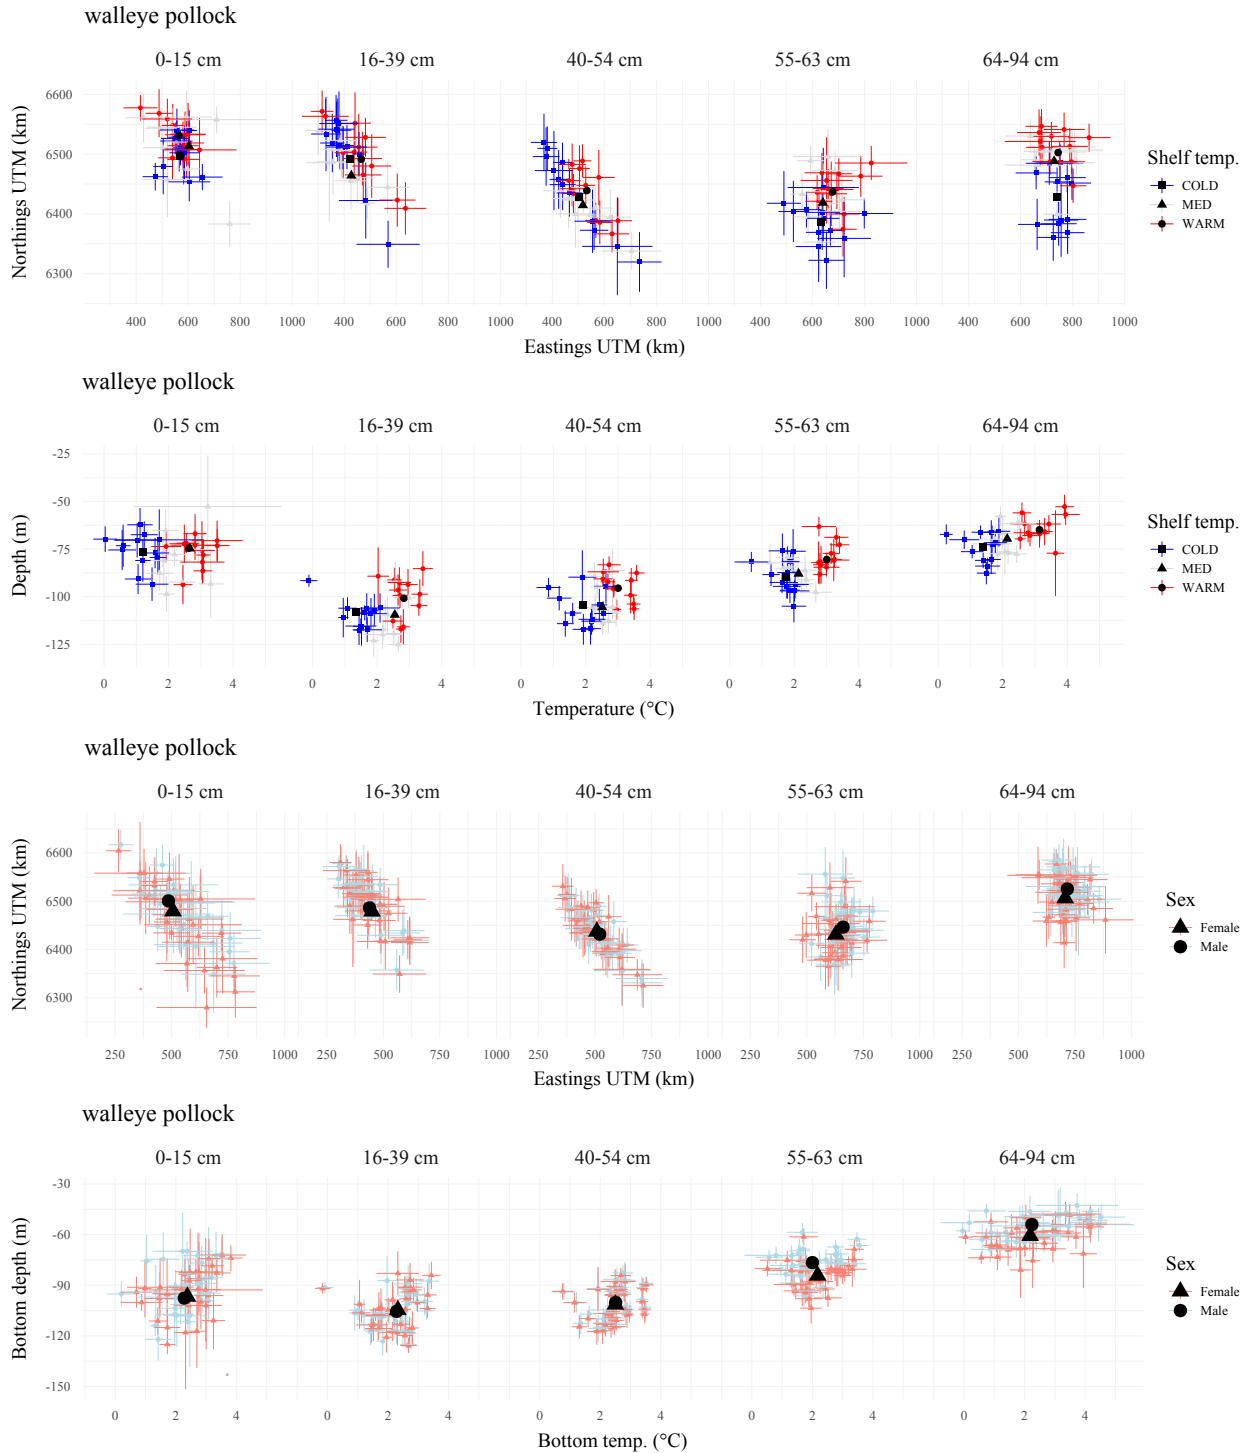 walleye pollock
0-15 cm 16-39 cm 40-54 cm 55-63 cm 64-94 cm
Northings UTM (km)
6600
6500
6400
6300
400 600 800 1000 400 600 800 1000 400 600 800 1000 400 600 800 1000 400 600 800 1000
Eastings UTM (km)
Shelf temp.
COLD
MED
WARM
walleye pollock
0-15 cm 16-39 cm 40-54 cm 55-63 cm 64-94 cm
Depth (m)
-25
-50
-75
-100
-125
0 2 4 0 2 4 0 2 4 0 2 4 0 2 4
Temperature (°C)
Shelf temp.
COLD
MED
WARM
walleye pollock
0-15 cm 16-39 cm 40-54 cm 55-63 cm 64-94 cm
Northings UTM (km)
6600
6500
6400
6300
250 500 750 1000 250 500 750 1000 250 500 750 1000 250 500 750 1000 250 500 750 1000
Eastings UTM (km)
Sex
Female
Male
walleye pollock
0-15 cm 16-39 cm 40-54 cm 55-63 cm 64-94 cm
Bottom depth (m)
-30
-60
-90
-120
-150
0 2 4 0 2 4 0 2 4 0 2 4 0 2 4
Bottom temp. (°C)
Sex
Female
Male